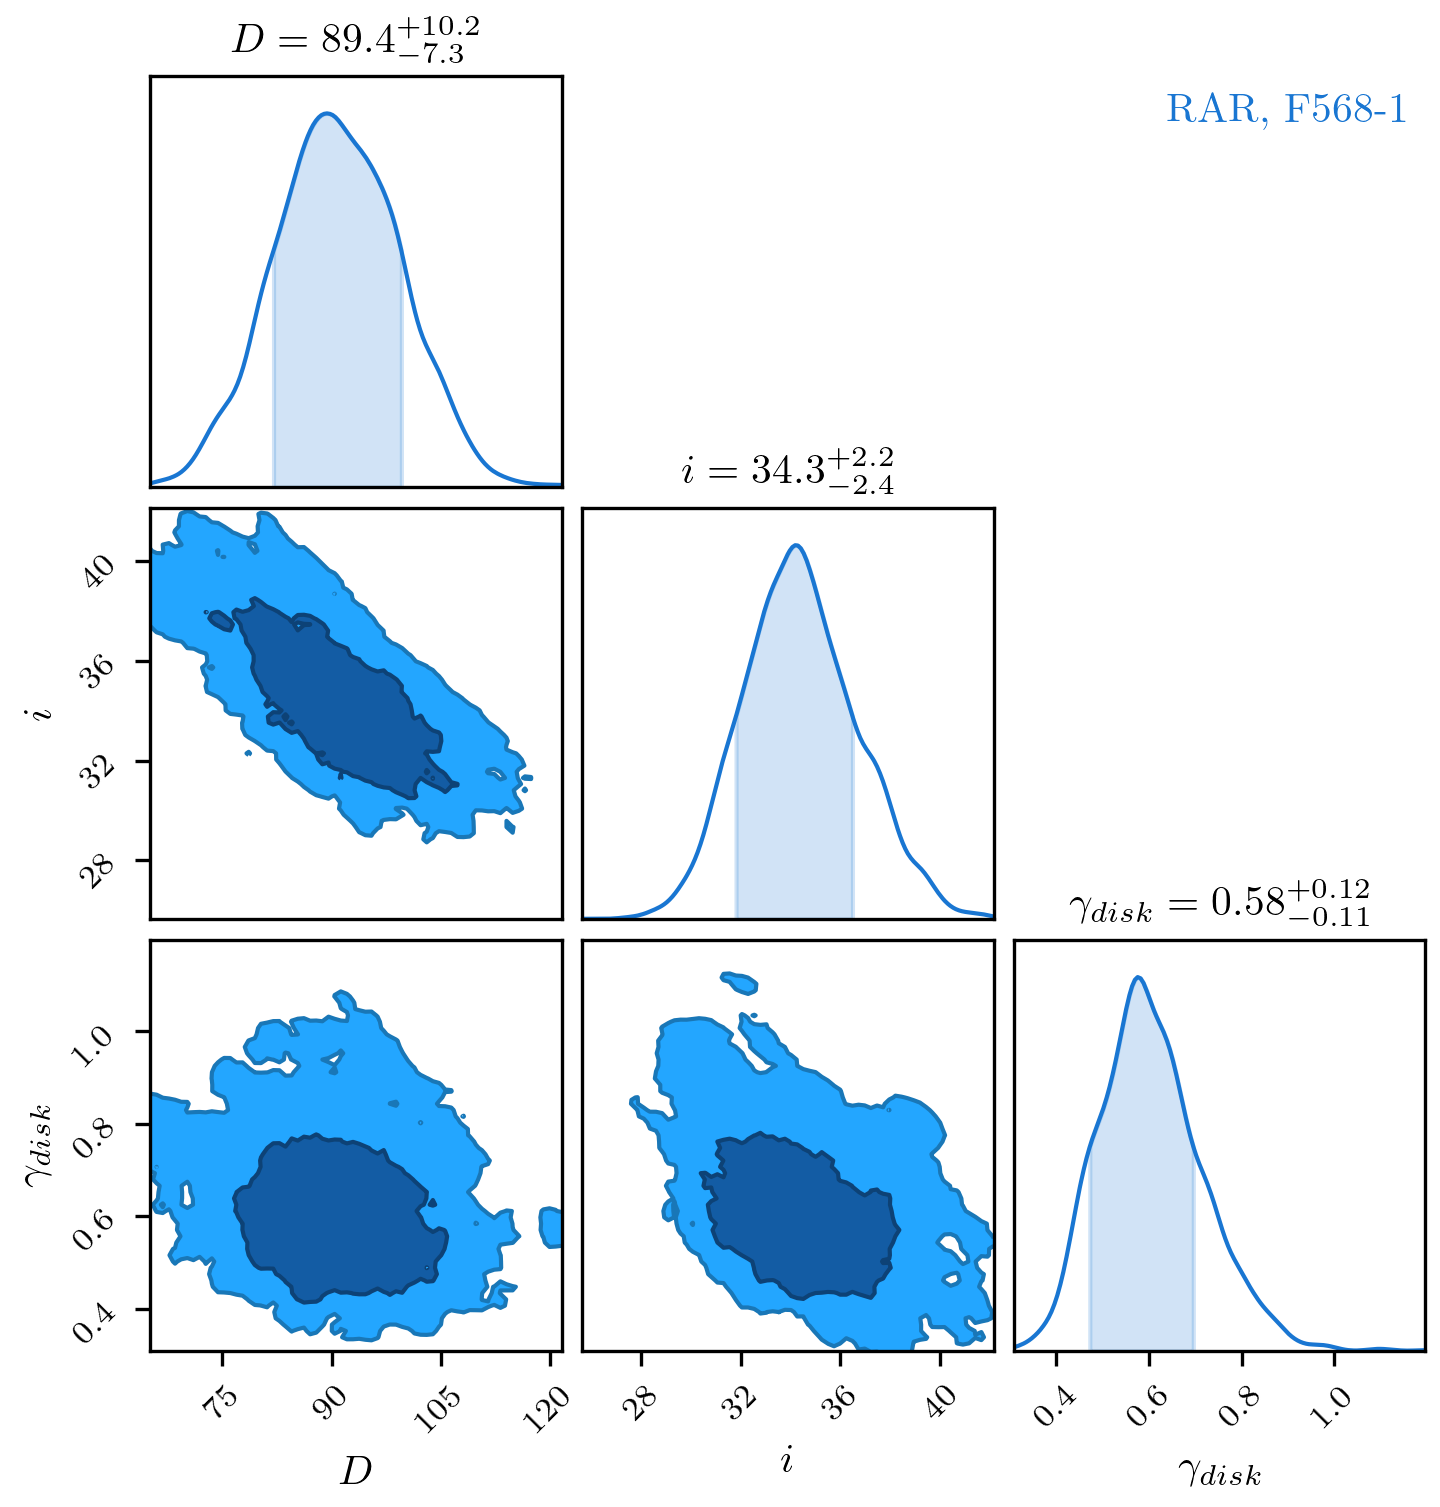 D = 89.4^{+10.2}_{-7.3}
RAR, F568-1
i = 34.3^{+2.2}_{-2.4}
40
36
32
28
i
γ_{disk} = 0.58^{+0.12}_{-0.11}
1.0
0.8
0.6
0.4
γ_{disk}
75 90 105 120
28 32 36 40
0.4 0.6 0.8 1.0
D
i
γ_{disk}